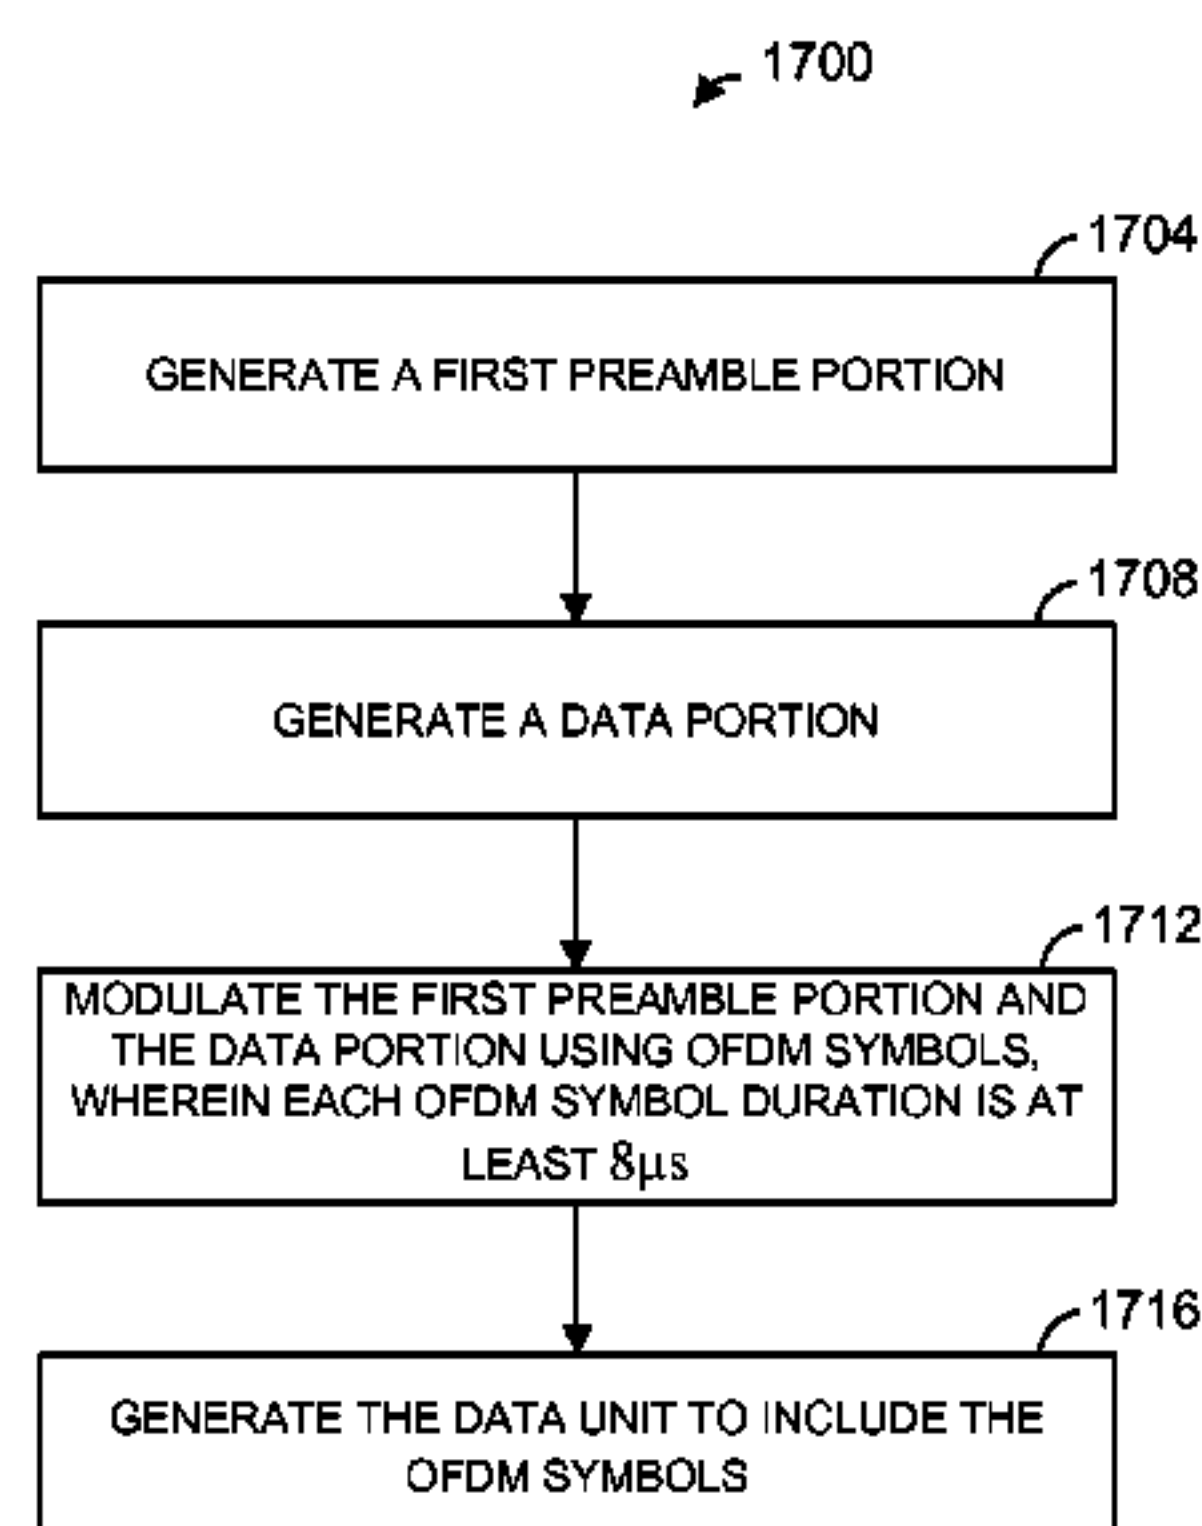 1700
1704
GENERATE A FIRST PREAMBLE PORTION
1708
GENERATE A DATA PORTION
1712
MODULATE THE FIRST PREAMBLE PORTION AND
THE DATA PORTION USING OFDM SYMBOLS,
WHEREIN EACH OFDM SYMBOL DURATION IS AT
LEAST 8μs
1716
GENERATE THE DATA UNIT TO INCLUDE THE
OFDM SYMBOLS